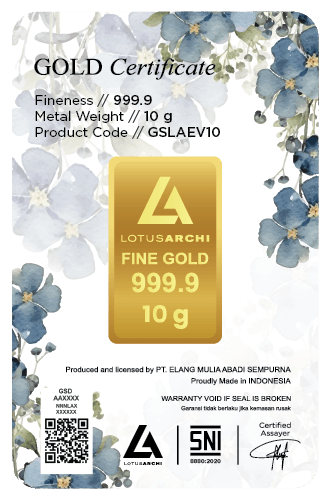 GOLD Certificate
Fineness // 999.9
Metal Weight // 10 g
Product Code // GSLAEV10
LOTUSARCHI
FINE GOLD
999.9
10 g
Produced and licensed by PT. ELANG MULIA ABADI SEMPURNA
Proudly Made in INDONESIA
WARRANTY VOID IF SEAL IS BROKEN
Garansi tidak berlaku jika kemasan rusak
GSD
AAXXXX
NNNLAX
XXXXXX
LOTUSARCHI
SNI
8880:2020
Certified
Assayer